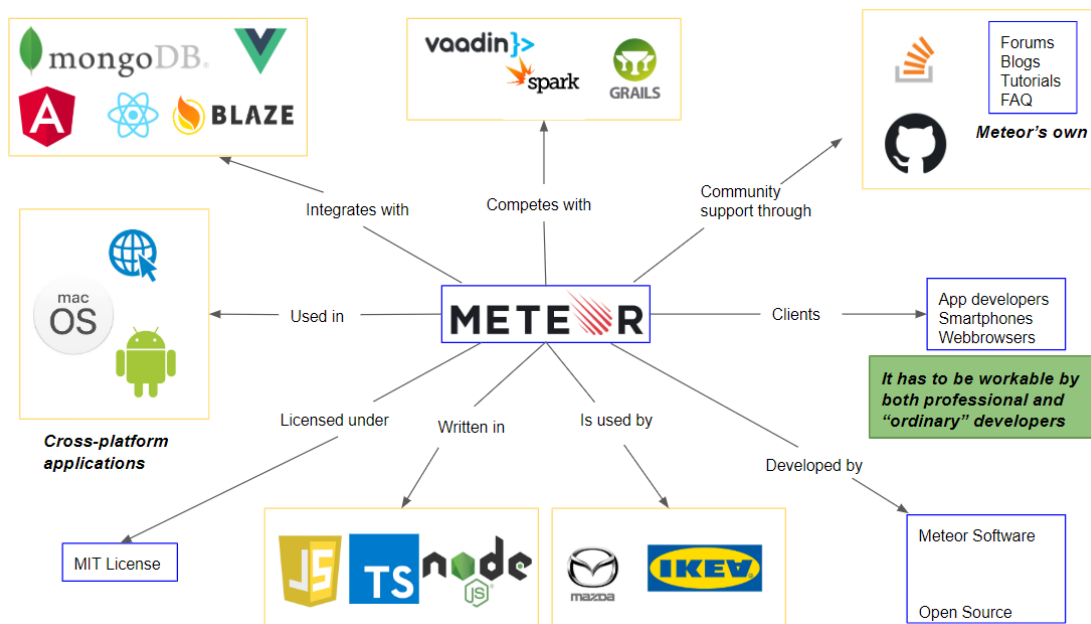 mongoDB®
BLAZE
A
vaadin}>
spark
GRAILS
Forums
Blogs
Tutorials
FAQ
Meteor's own
Integrates with
Competes with
Community
support through
mac
OS
Used in
METEOR
Clients
App developers
Smartphones
Webbrowsers
It has to be workable by
both professional and
“ordinary” developers
Cross-platform
applications
Licensed under
Written in
Is used by
Developed by
MIT License
JS
TS
node
JS
mazda
IKEA
Meteor Software
Open Source